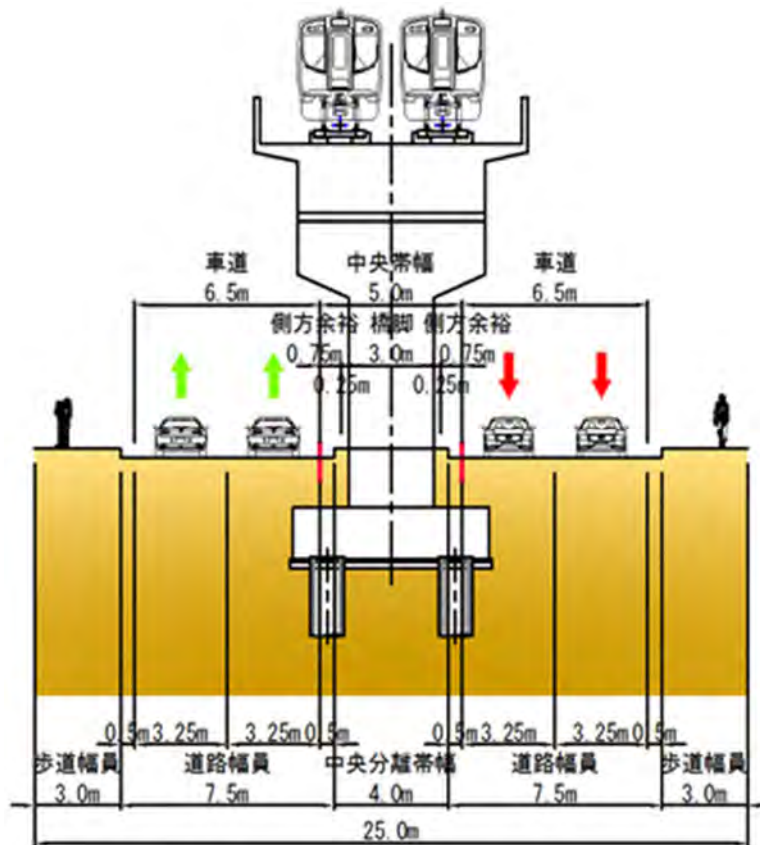 車道 中央帯幅 車道
6.5m 5.0m 6.5m
側方余裕 橋脚 側方余裕
0.75m 3.0m 0.75m
0.25m 0.25m
0.5m 3.25m 3.25m 0.5m 0.5m 3.25m 3.25m 0.5m
歩道幅員 道路幅員 中央分離帯幅 道路幅員 歩道幅員
3.0m 7.5m 4.0m 7.5m 3.0m
25.0m